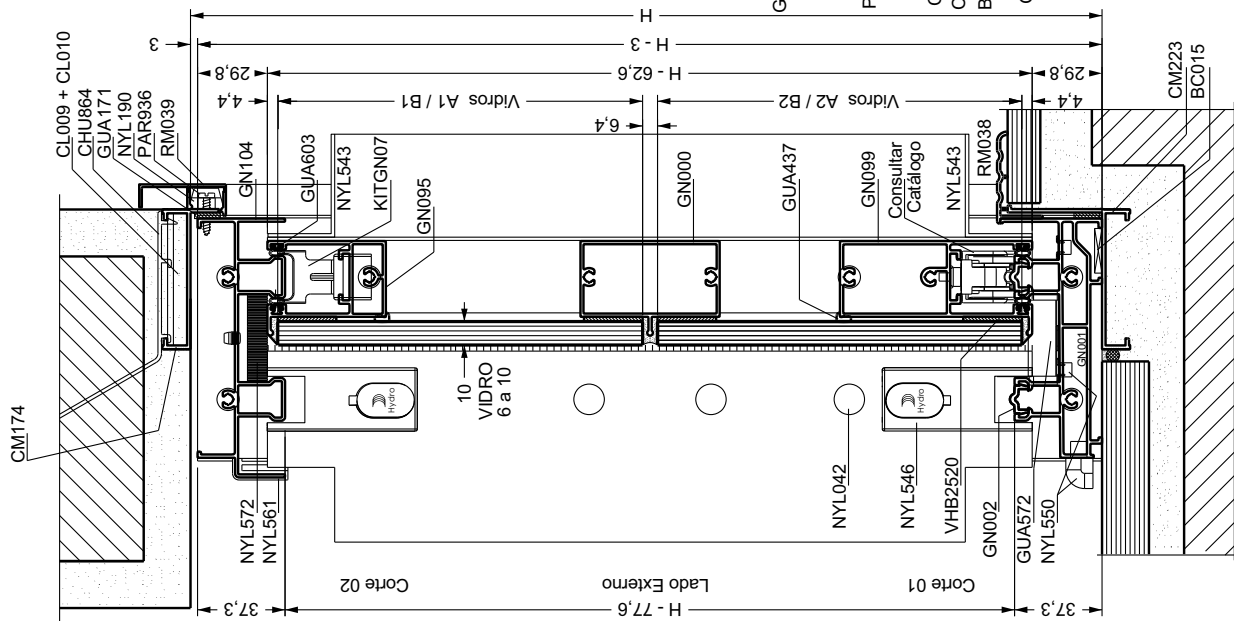 CM174
CL009 + CL010
CHU864
GUA171
NYL190
PAR936
RM039
GN104
GUA603
NYL543
KITGN07
GN095
GN000
GUA437
GN099
Consultar
Catálogo
NYL543
RM038
CM223
BC015
H
H - 3
3
29,8
H - 62,6
29,8
4,4
Vidros A1 / B1
6,4
Vidros A2 / B2
4,4
10
VIDRO
6 a 10
Hydro
Hydro
GN001
NYL572
NYL561
NYL042
NYL546
VHB2520
GN002
GUA572
NYL550
Corte 02
Lado Externo
Corte 01
37,3
H - 77,6
37,3
G
P
C
C
B